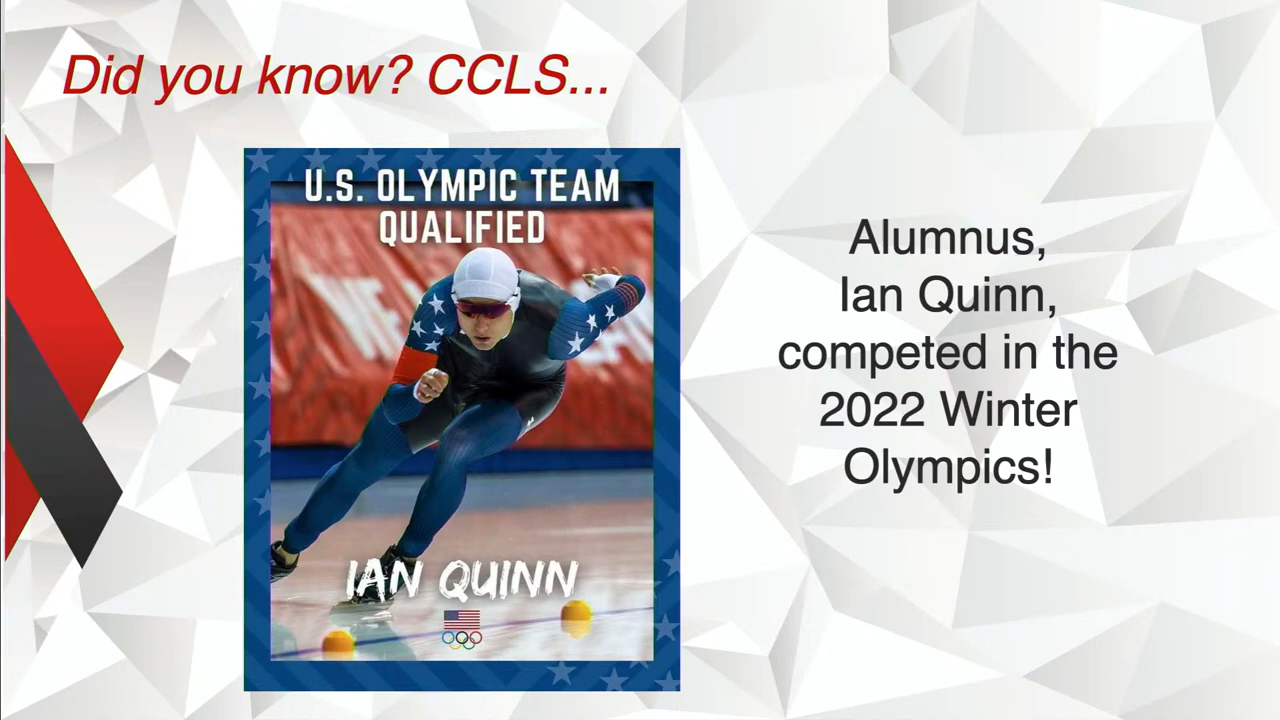 Did you know? CCLS...
U.S. OLYMPIC TEAM
QUALIFIED
IAN QUINN
Alumnus,
Ian Quinn,
competed in the
2022 Winter
Olympics!